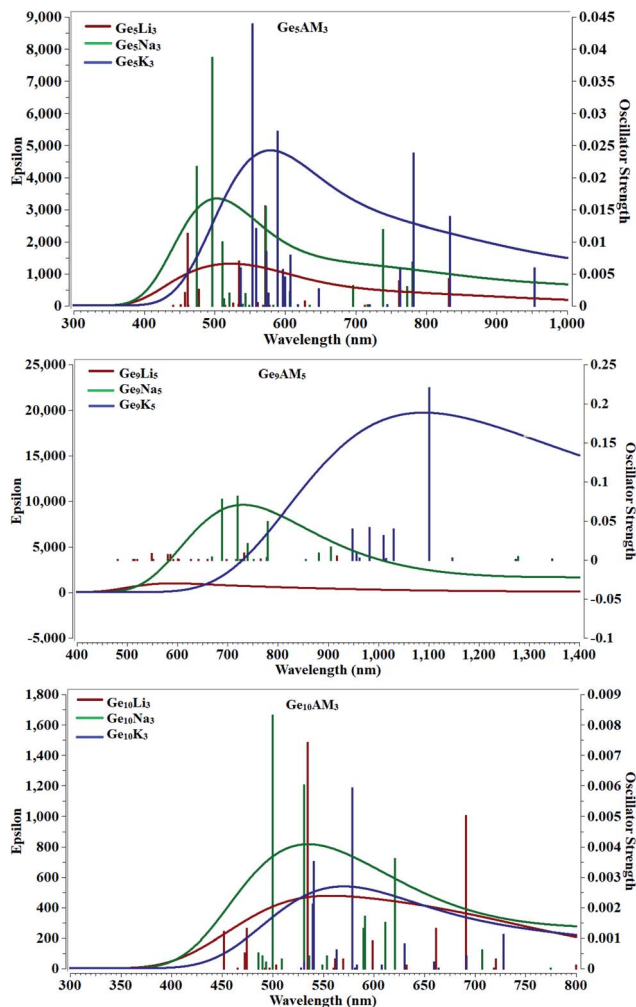 Ge₅AM₃
Ge₅Li₃
Ge₅Na₃
Ge₅K₃
Epsilon
9,000
8,000
7,000
6,000
5,000
4,000
3,000
2,000
1,000
0
0.045
0.04
0.035
0.03
0.025
0.02
0.015
0.01
0.005
0
Oscillator Strength
300 400 500 600 700 800 900 1,000
Wavelength (nm)
Ge₉AM₅
Ge₉Li₅
Ge₉Na₅
Ge₉K₅
Epsilon
25,000
20,000
15,000
10,000
5,000
0
-5,000
0.25
0.2
0.15
0.1
0.05
0
-0.05
-0.1
Oscillator Strength
400 500 600 700 800 900 1,000 1,100 1,200 1,300 1,400
Wavelength (nm)
Ge₁₀AM₃
Ge₁₀Li₃
Ge₁₀Na₃
Ge₁₀K₃
Epsilon
1,800
1,600
1,400
1,200
1,000
800
600
400
200
0
0.009
0.008
0.007
0.006
0.005
0.004
0.003
0.002
0.001
0
Oscillator Strength
300 400 500 600 700 800
Wavelength (nm)